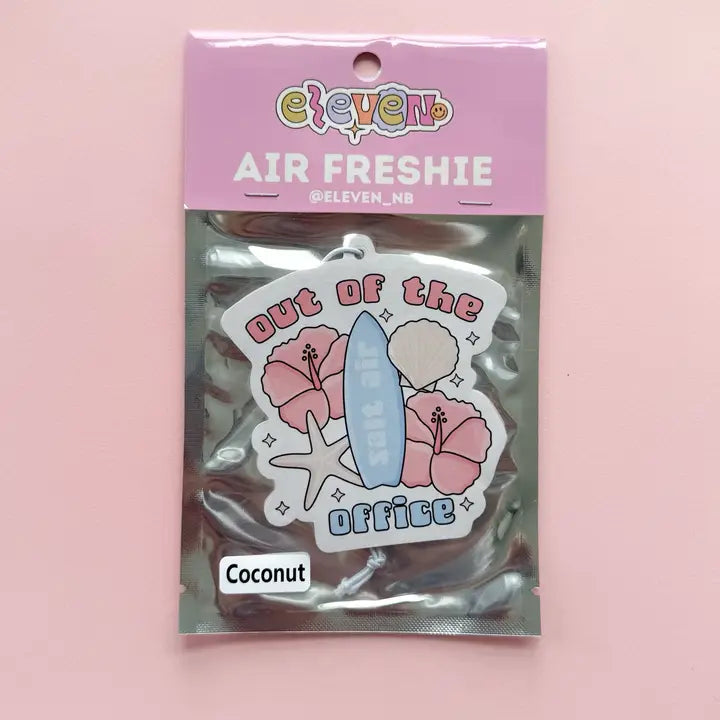 eleven
AIR FRESHIE
@ELEVEN_NB
out of the
salt air
office
Coconut